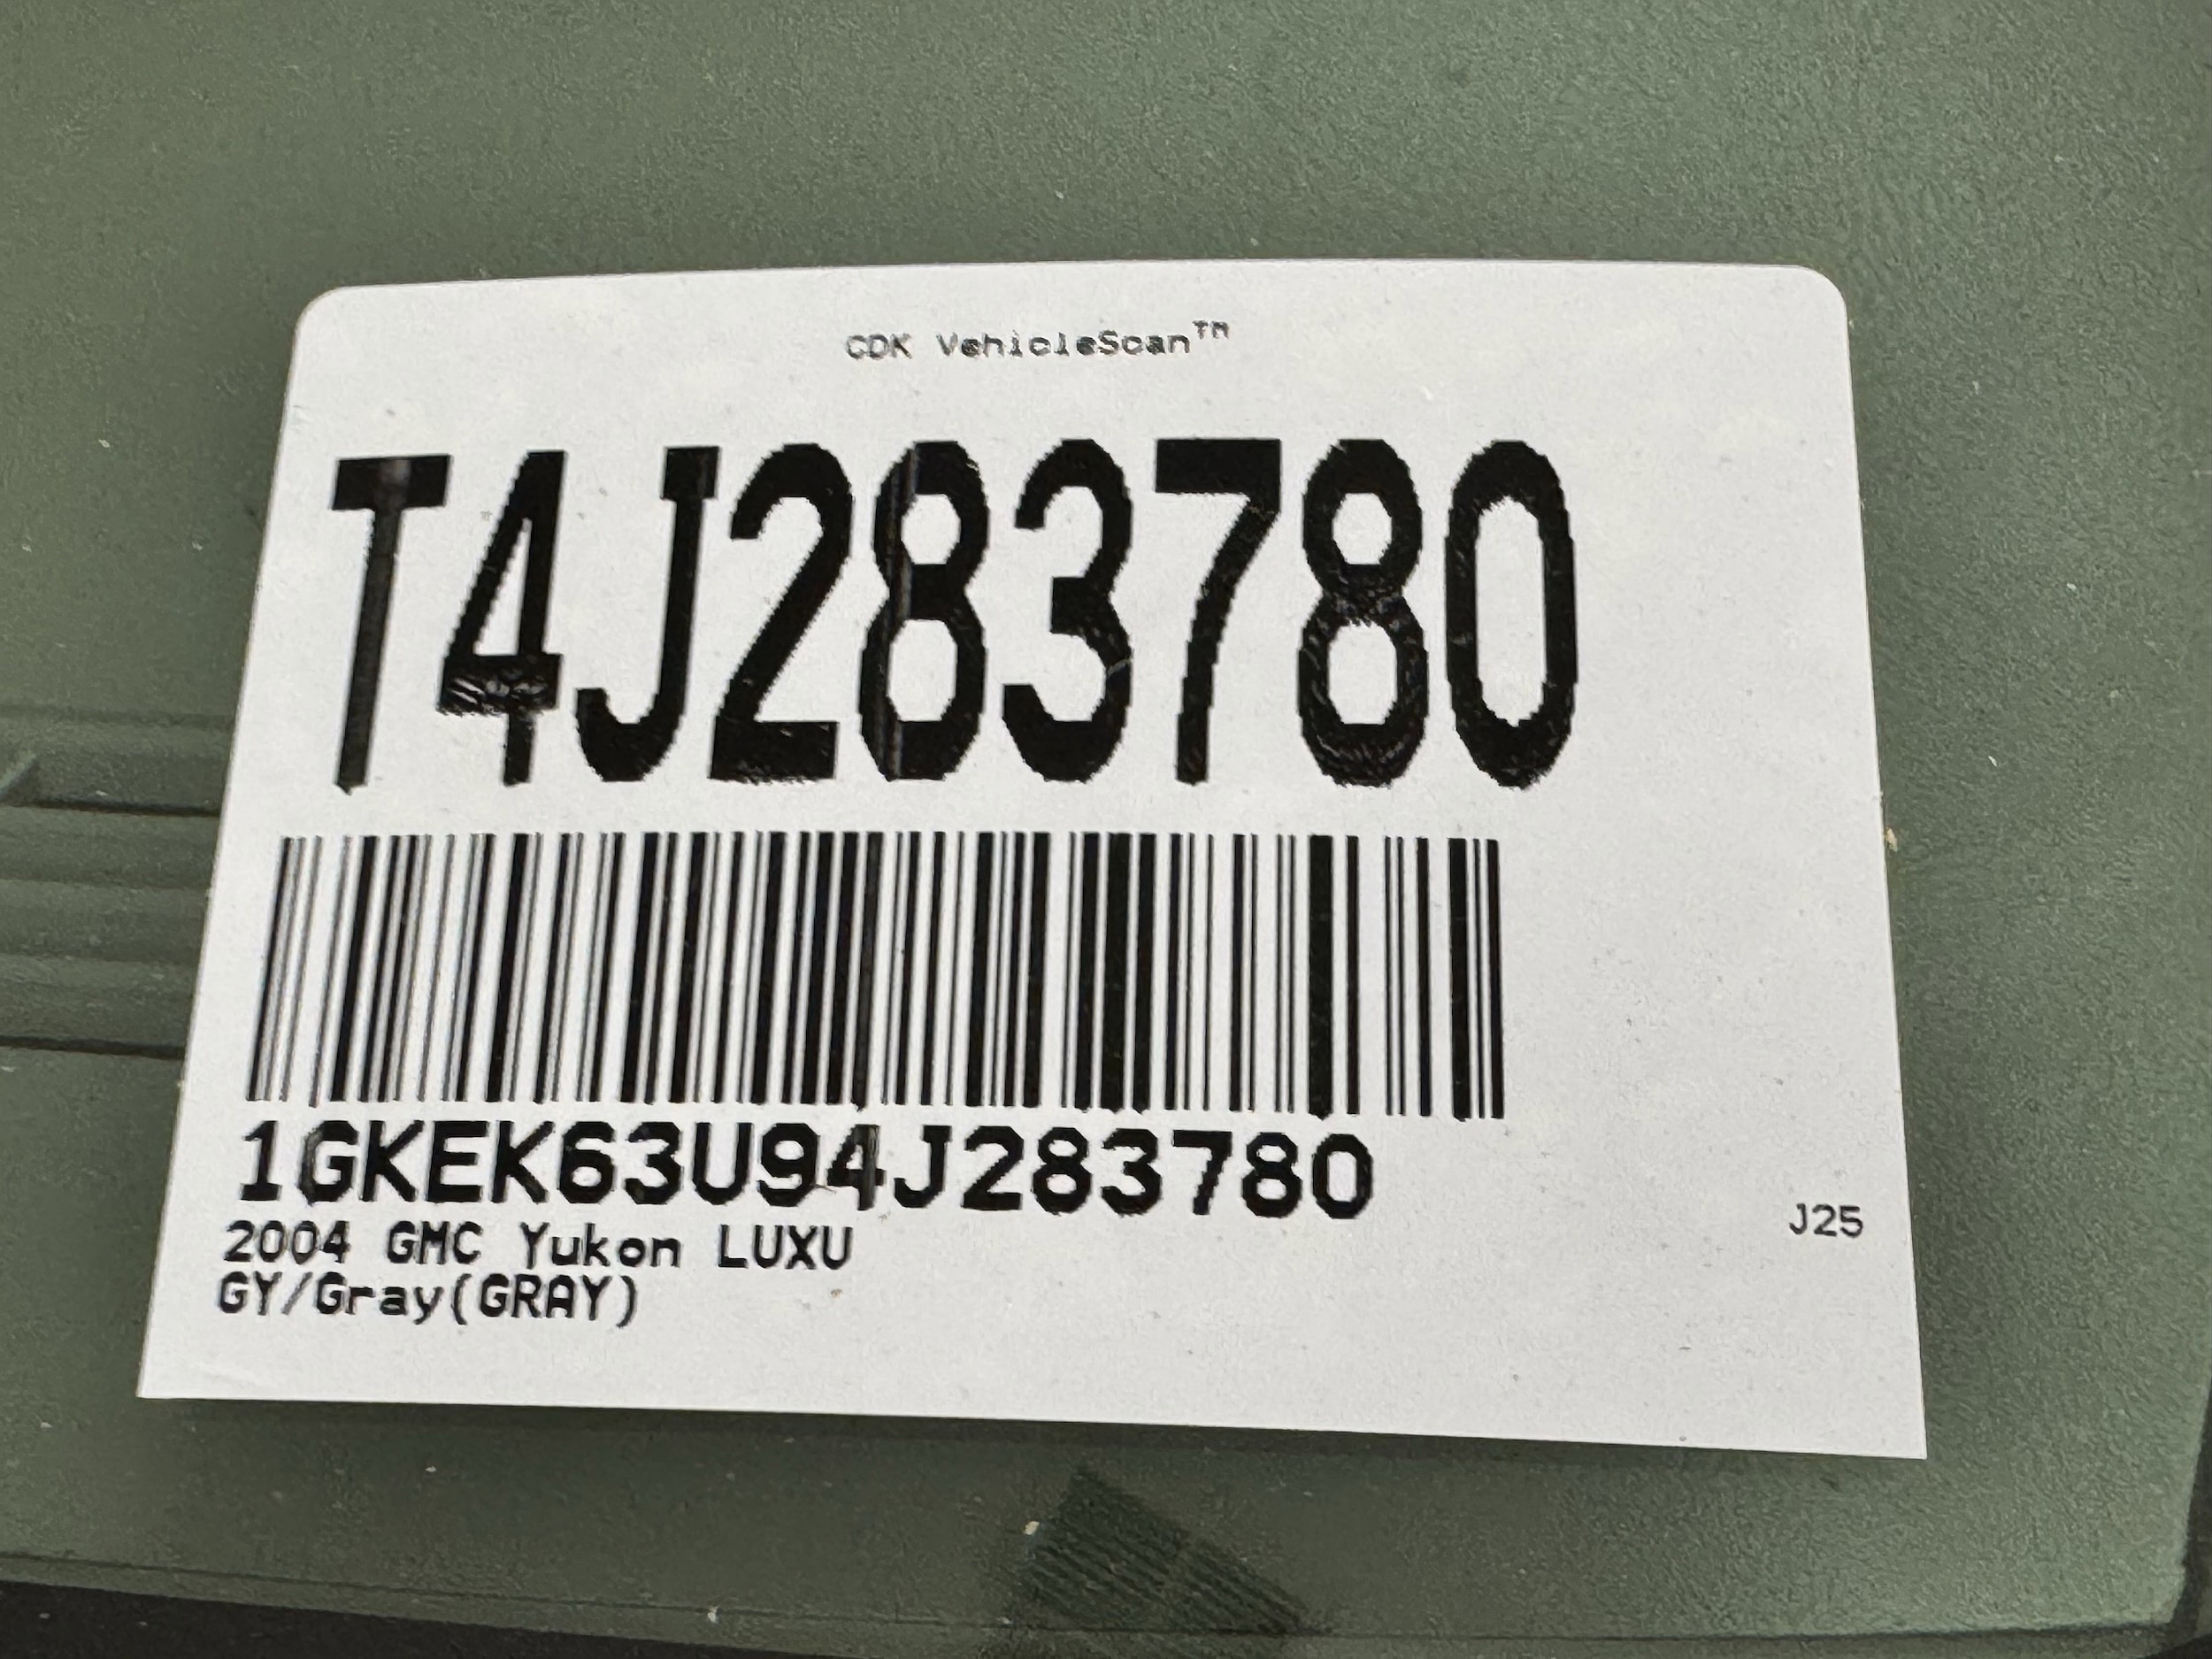 CDK VehicleScan™
T4J283780
1GKEK63U94J283780
2004 GMC Yukon LUXU
J25
GY/Gray(GRAY)